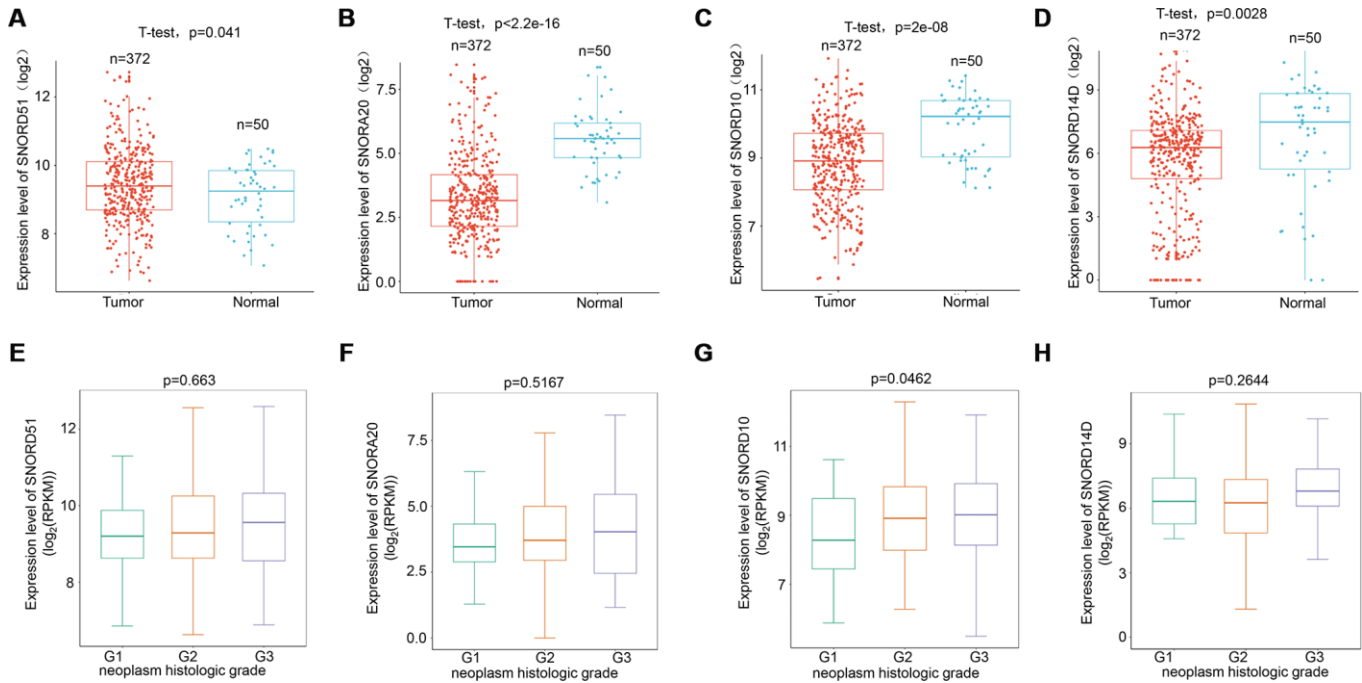 A
T-test，p=0.041
n=372
n=50
Expression level of SNORD51（log2）
12
10
8
Tumor
Normal
B
T-test，p<2.2e-16
n=372
n=50
Expression level of SNORA20（log2）
7.5
5.0
2.5
0.0
Tumor
Normal
C
T-test，p=2e-08
n=372
n=50
Expression level of SNORD10（log2）
11
9
7
Tumor
Normal
D
T-test，p=0.0028
n=372
n=50
Expression level of SNORD14D（log2）
9
6
3
0
Tumor
Normal
E
p=0.663
Expression level of SNORD51
(log2(RPKM))
12
10
8
G1 G2 G3
neoplasm histologic grade
F
p=0.5167
Expression level of SNORA20
(log2(RPKM))
7.5
5.0
2.5
0.0
G1 G2 G3
neoplasm histologic grade
G
p=0.0462
Expression level of SNORD10
(log2(RPKM))
11
9
7
G1 G2 G3
neoplasm histologic grade
H
p=0.2644
Expression level of SNORD14D
(log2(RPKM))
9
6
3
0
G1 G2 G3
neoplasm histologic grade